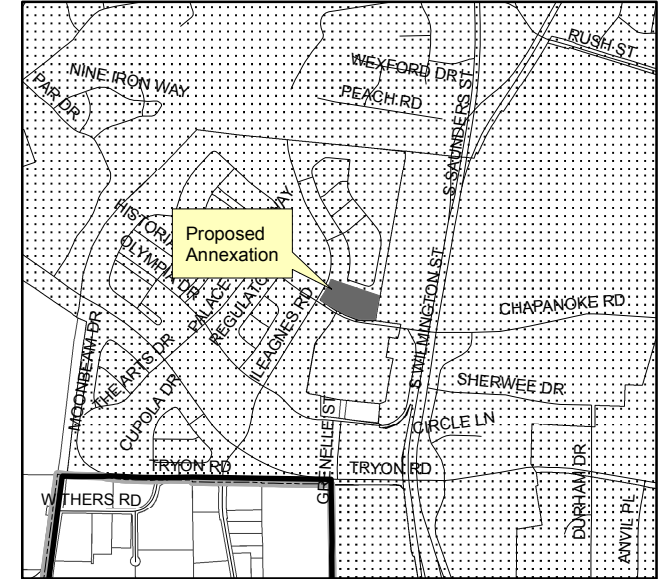 RUSH ST
WEXFORD DR
NINE IRON WAY
PAR DR
PEACH RD
S SAUNDERS ST
Proposed
Annexation
OLYMPIA DR
ILEAGNES RD
S WILMINGTON ST
CHAPANOKE RD
MOONBEAM DR
THE ARTS DR
CUPOLA DR
SHERWEE DR
CIRCLE LN
GRENELLE ST
TRYON RD
TRYON RD
DURHAM DR
ANVIL PL
WITHERS RD